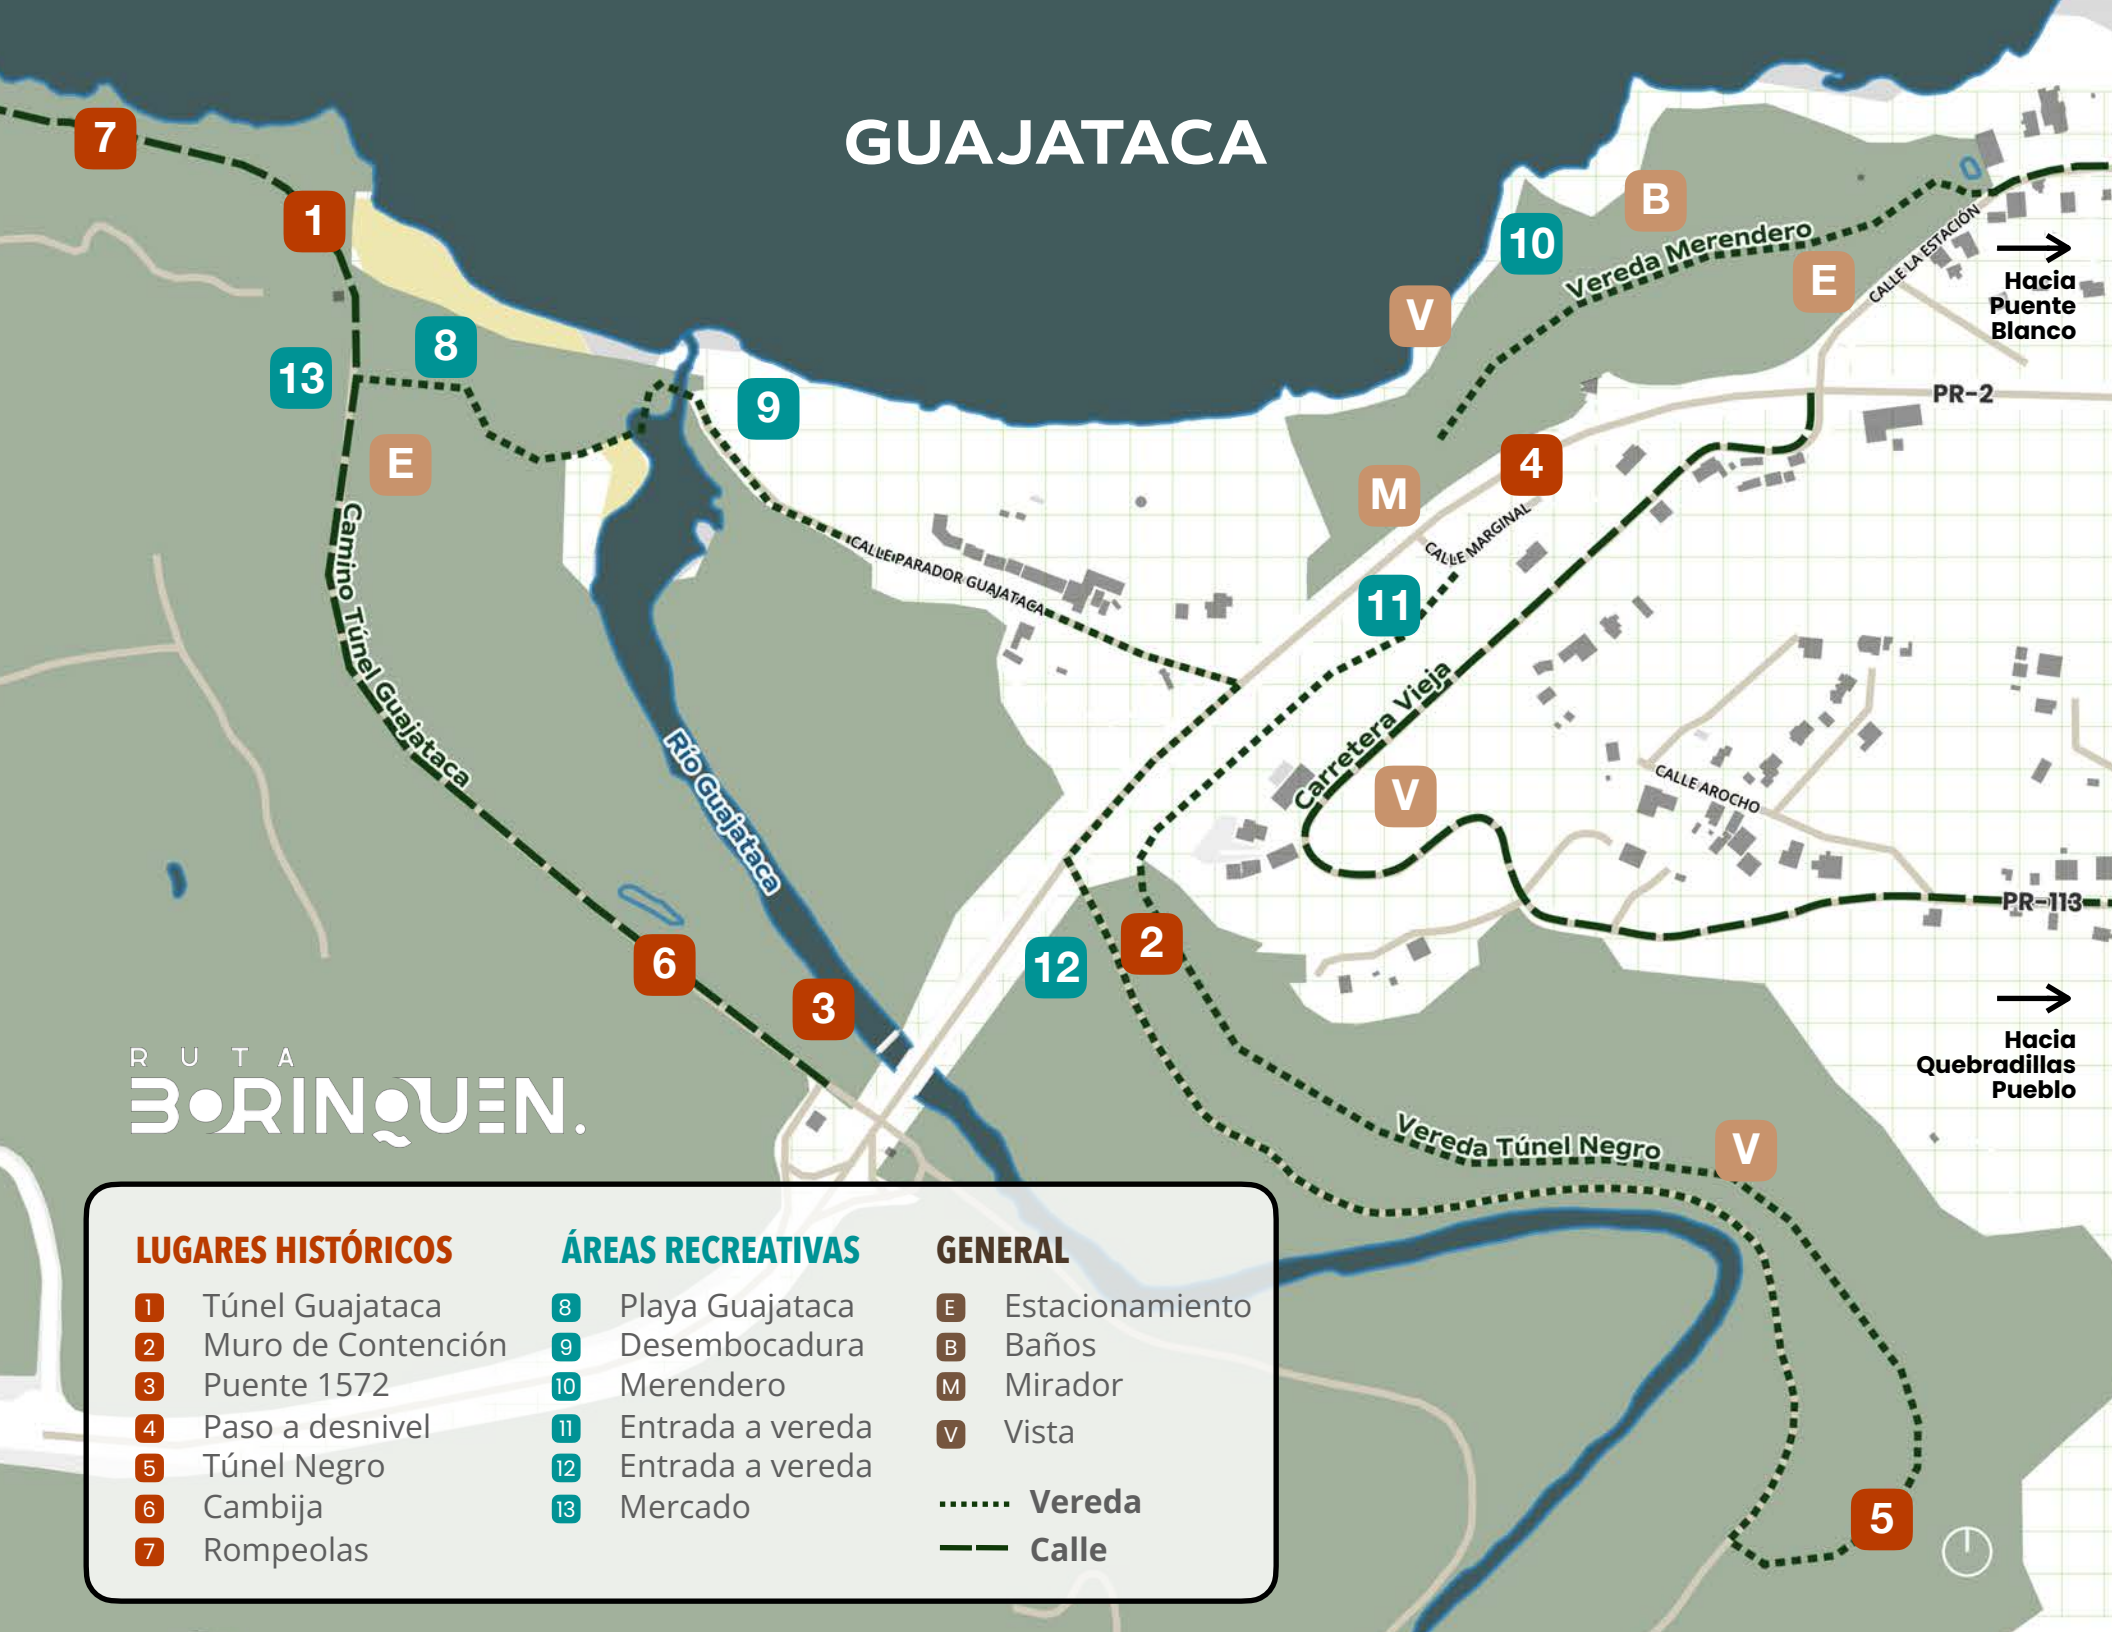 GUAJATACA
7
1
B
10
Vereda Merendero
E
CALLE LA ESTACIÓN
Hacia
Puente
Blanco
V
8
13
9
PR-2
E
4
M
CALLE MARGINAL
CALLE PARADOR GUAJATACA
11
Camino Túnel Guajataca
Carretera Vieja
Río Guajataca
V
CALLE AROCHO
PR-113
2
12
6
3
Hacia
Quebradillas
Pueblo
RUTA
BORINQUEN.
Vereda Túnel Negro
V
5
LUGARES HISTÓRICOS
1 Túnel Guajataca
2 Muro de Contención
3 Puente 1572
4 Paso a desnivel
5 Túnel Negro
6 Cambija
7 Rompeolas
ÁREAS RECREATIVAS
8 Playa Guajataca
9 Desembocadura
10 Merendero
11 Entrada a vereda
12 Entrada a vereda
13 Mercado
GENERAL
E Estacionamiento
B Baños
M Mirador
V Vista
Vereda
Calle